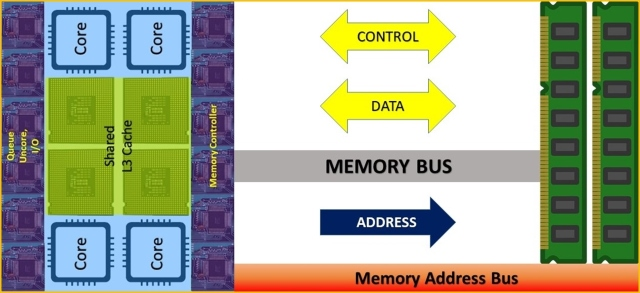 Core
Core
Queue
Uncore,
I/O
Shared
L3 Cache
Memory Controller
Core
Core
CONTROL
DATA
MEMORY BUS
ADDRESS
Memory Address Bus